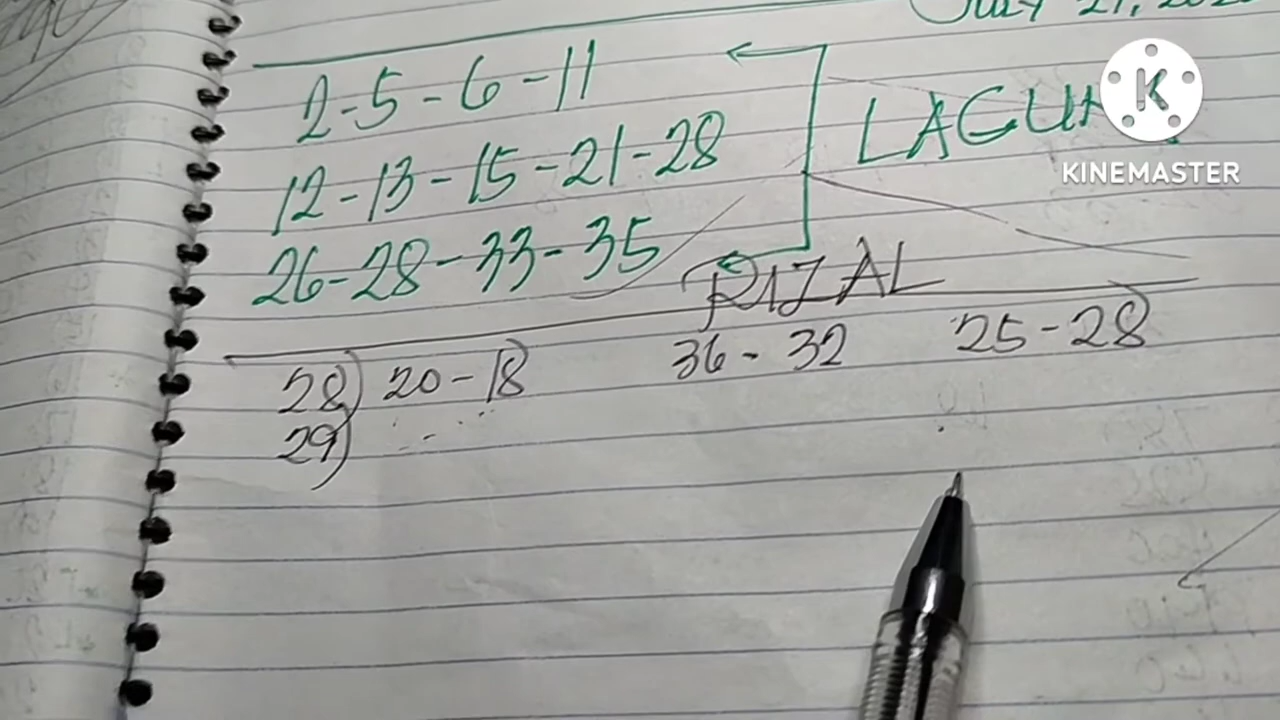 2-5-6-11
12-13-15-21-28
26-28-33-35
LAGUNA
K
KINEMASTER
RIZAL
28) 20-18 36-32 25-28
29)